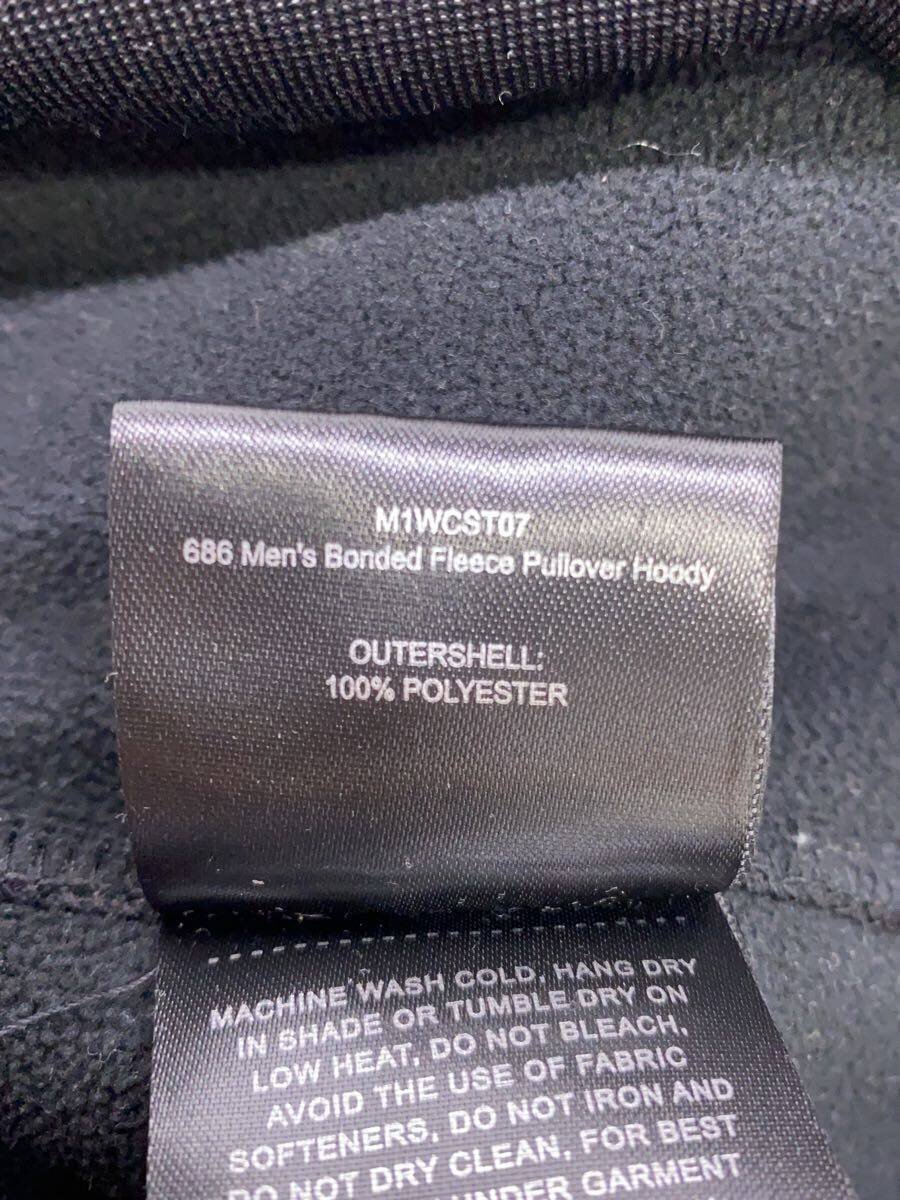 M1WCST07
686 Men's Bonded Fleece Pullover Hoody
OUTERSHELL:
100% POLYESTER
MACHINE WASH COLD, HANG DRY
IN SHADE OR TUMBLE DRY ON
LOW HEAT, DO NOT BLEACH,
AVOID THE USE OF FABRIC
SOFTENERS, DO NOT IRON AND
DO NOT DRY CLEAN, FOR BEST
UNDER GARMENT